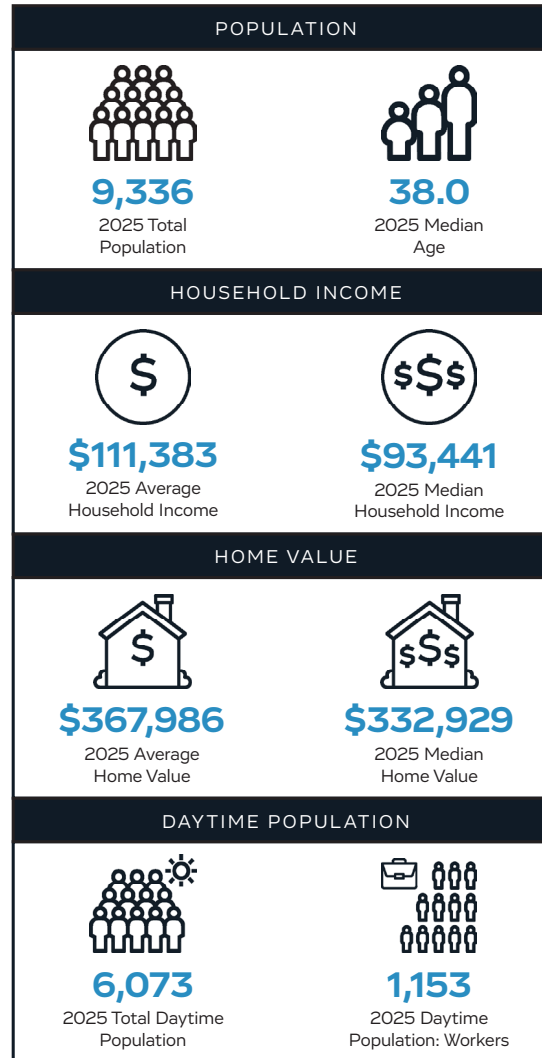 POPULATION
9,336
2025 Total
Population
38.0
2025 Median
Age
HOUSEHOLD INCOME
$
$111,383
2025 Average
Household Income
$$$
$93,441
2025 Median
Household Income
HOME VALUE
$
$367,986
2025 Average
Home Value
$$$
$332,929
2025 Median
Home Value
DAYTIME POPULATION
6,073
2025 Total Daytime
Population
1,153
2025 Daytime
Population: Workers